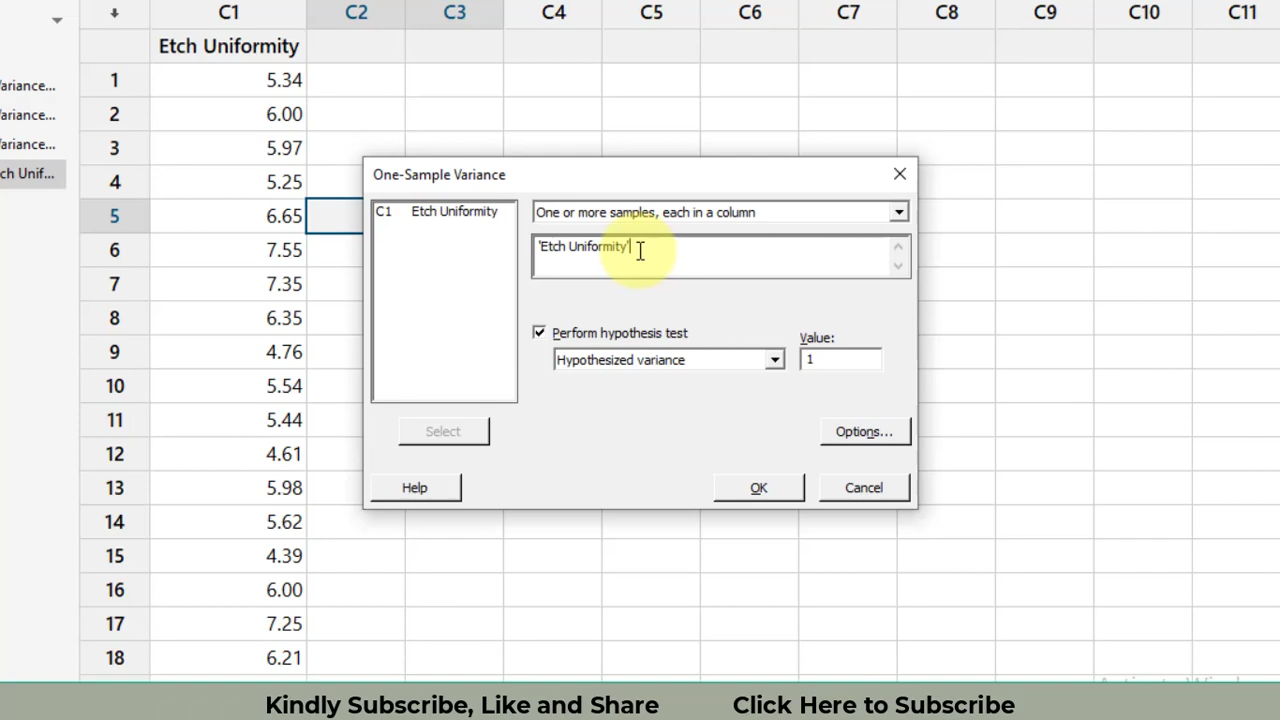 C1 C2 C3 C4 C5 C6 C7 C8 C9 C10 C11
Etch Uniformity
1 5.34
2 6.00
3 5.97
4 5.25
5 6.65
6 7.55
7 7.35
8 6.35
9 4.76
10 5.54
11 5.44
12 4.61
13 5.98
14 5.62
15 4.39
16 6.00
17 7.25
18 6.21
ariance...
ariance...
ariance...
ch Unif...
One-Sample Variance
C1 Etch Uniformity
One or more samples, each in a column
'Etch Uniformity'
Perform hypothesis test
Hypothesized variance
Value:
1
Select
Options...
Help
OK
Cancel
Kindly Subscribe, Like and Share
Click Here to Subscribe